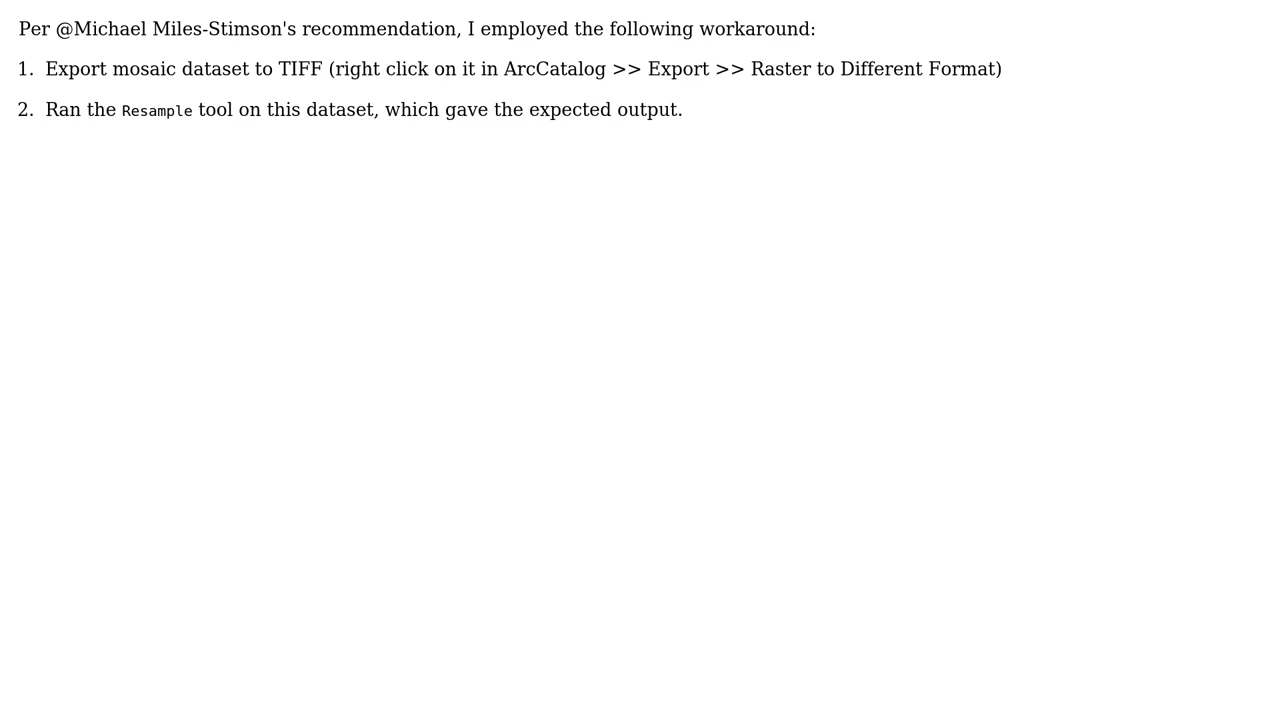 Per @Michael Miles-Stimson's recommendation, I employed the following workaround:
1. Export mosaic dataset to TIFF (right click on it in ArcCatalog >> Export >> Raster to Different Format)
2. Ran the Resample tool on this dataset, which gave the expected output.